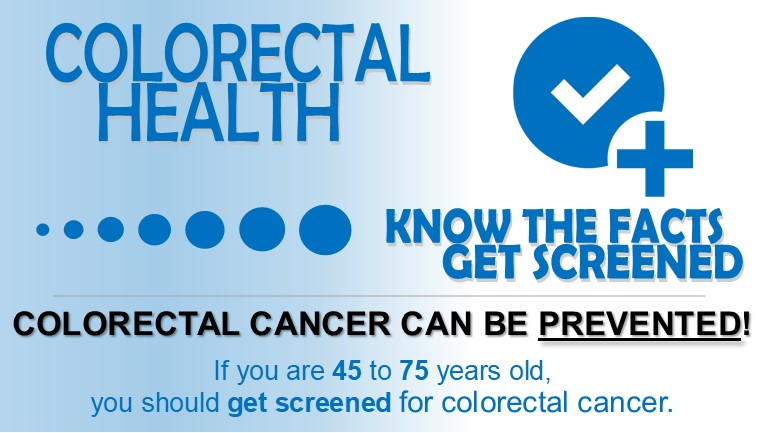 COLORECTAL
HEALTH
KNOW THE FACTS
GET SCREENED
COLORECTAL CANCER CAN BE PREVENTED!
If you are 45 to 75 years old,
you should get screened for colorectal cancer.